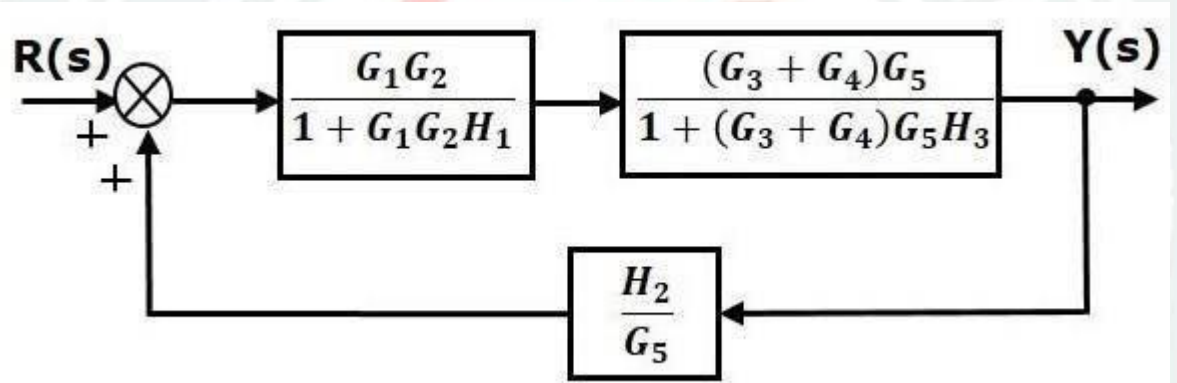 R(s)
+
+
G₁G₂
1 + G₁G₂H₁
(G₃ + G₄)G₅
1 + (G₃ + G₄)G₅H₃
Y(s)
H₂
G₅